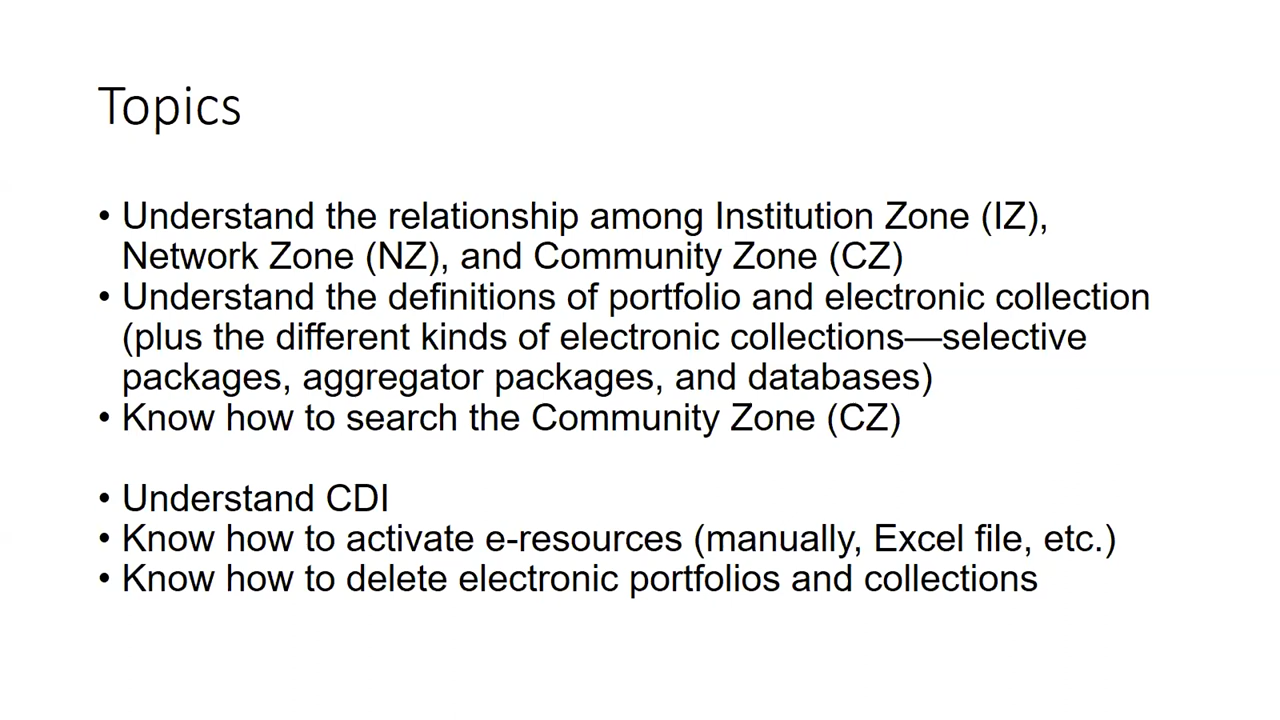 Topics
• Understand the relationship among Institution Zone (IZ),
Network Zone (NZ), and Community Zone (CZ)
• Understand the definitions of portfolio and electronic collection
(plus the different kinds of electronic collections—selective
packages, aggregator packages, and databases)
• Know how to search the Community Zone (CZ)
• Understand CDI
• Know how to activate e-resources (manually, Excel file, etc.)
• Know how to delete electronic portfolios and collections